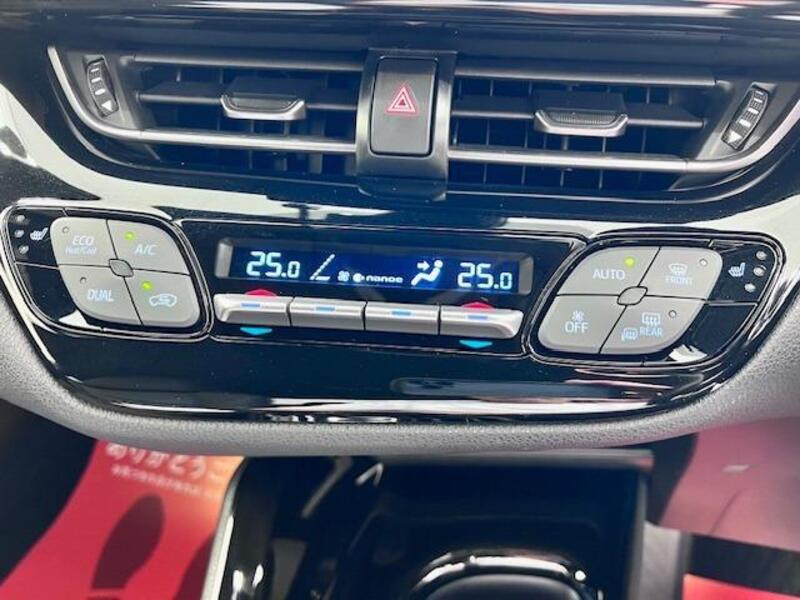 ECO
Heat/Cool
A/C
DUAL
25.0
nanoe
25.0
AUTO
FRONT
OFF
REAR
ありがとう